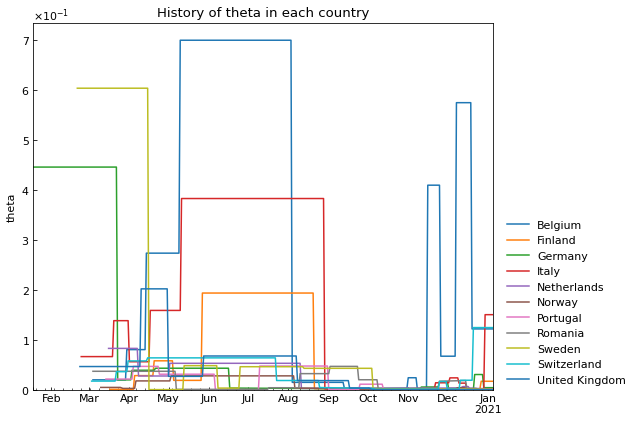 History of theta in each country
×10⁻¹
7
6
5
4
3
2
1
0
theta
Feb Mar Apr May Jun Jul Aug Sep Oct Nov Dec Jan
2021
Belgium
Finland
Germany
Italy
Netherlands
Norway
Portugal
Romania
Sweden
Switzerland
United Kingdom